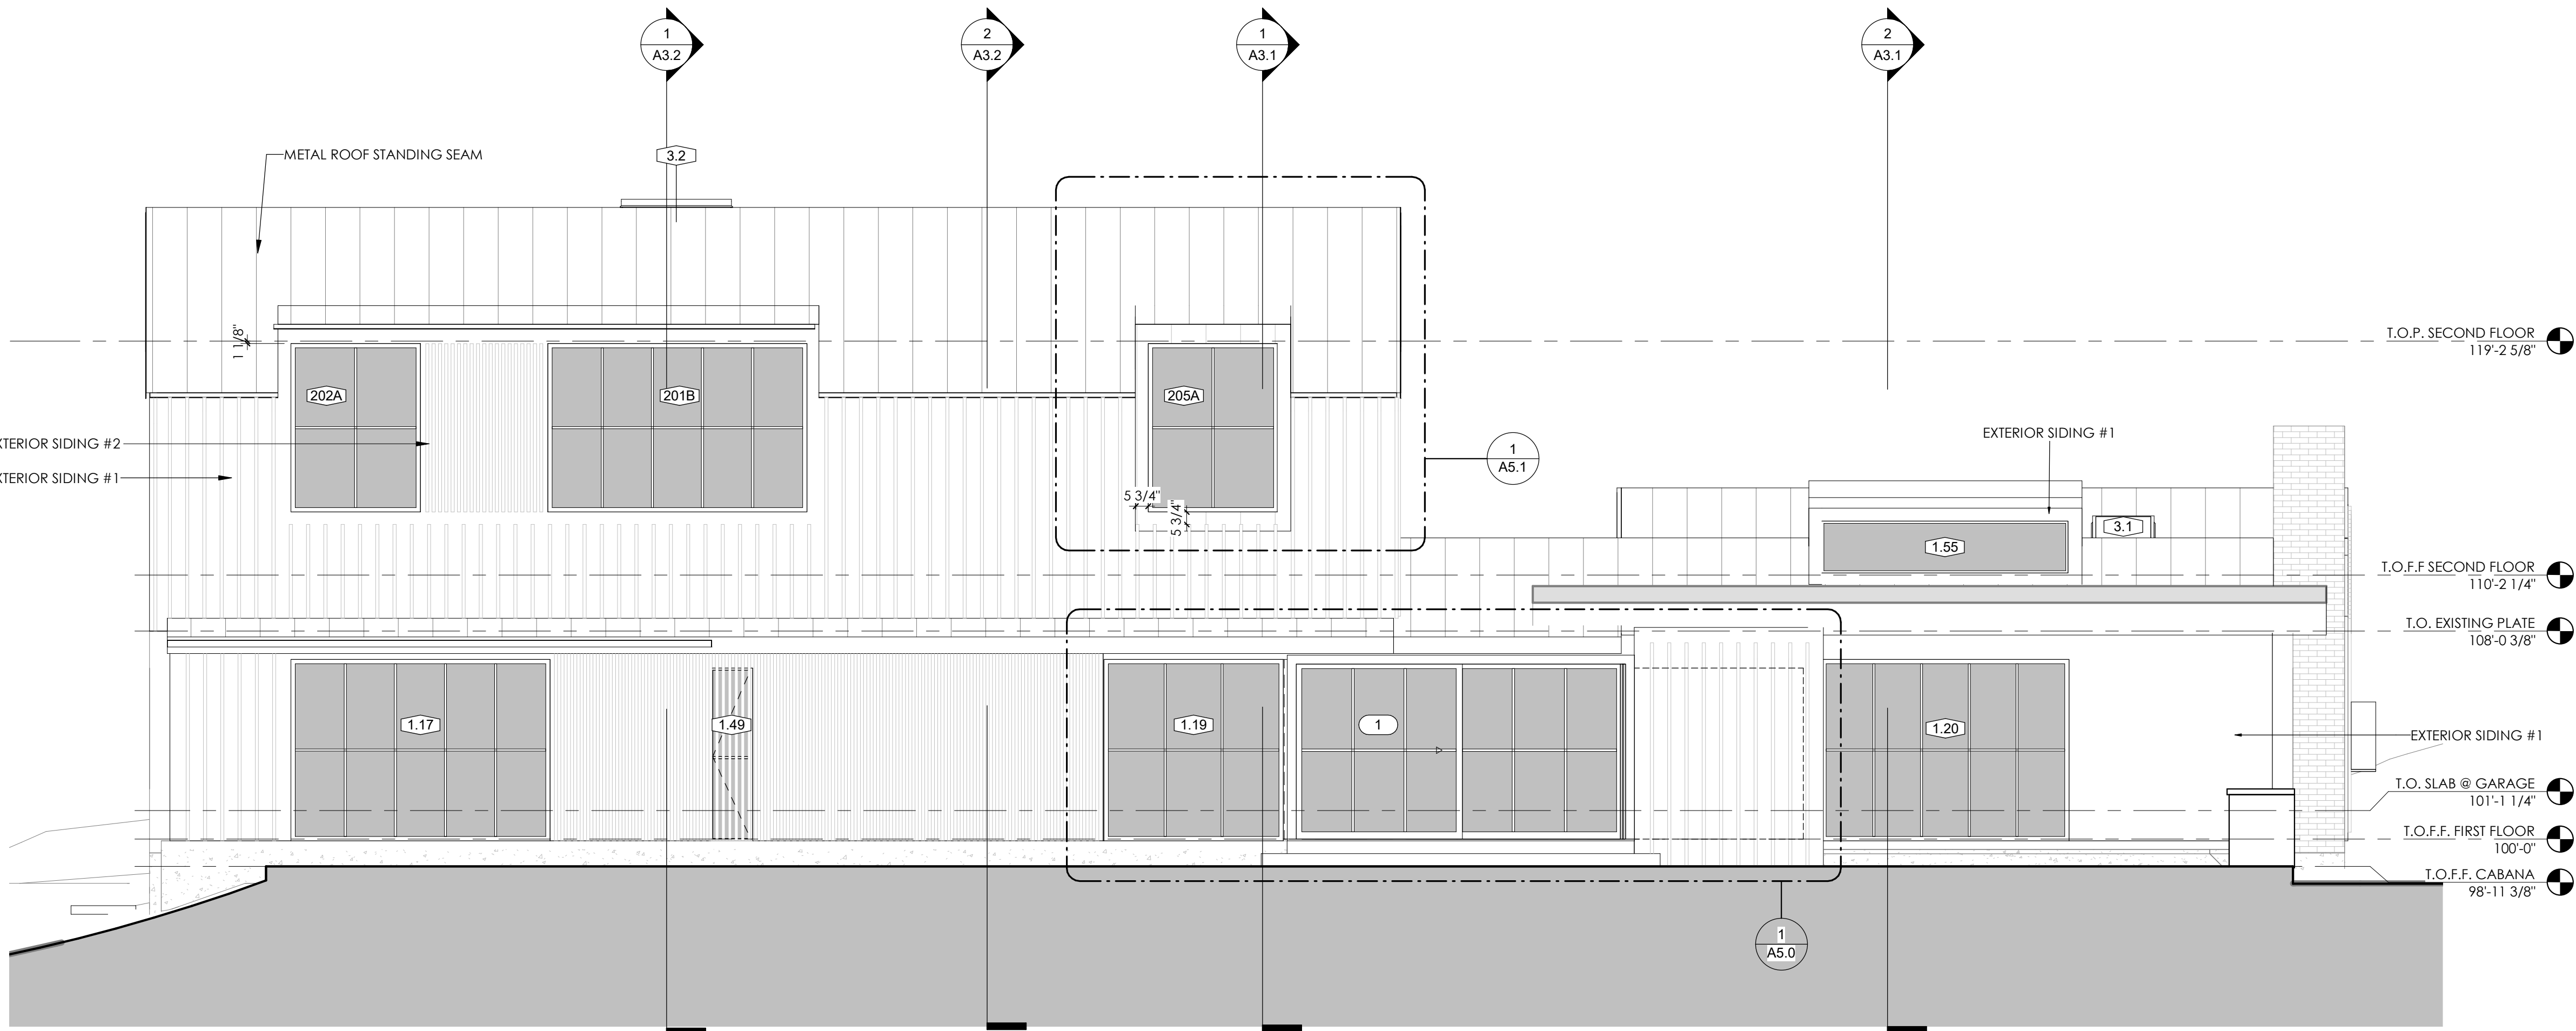 1
A3.2
2
A3.2
1
A3.1
2
A3.1
METAL ROOF STANDING SEAM
3.2
1 1/8"
T.O.P. SECOND FLOOR
119'-2 5/8"
202A
201B
205A
XTERIOR SIDING #2
XTERIOR SIDING #1
EXTERIOR SIDING #1
1
A5.1
5 3/4"
5 3/4"
3.1
1.55
T.O.F.F SECOND FLOOR
110'-2 1/4"
T.O. EXISTING PLATE
108'-0 3/8"
1.17
1.49
1.19
1
1.20
EXTERIOR SIDING #1
T.O. SLAB @ GARAGE
101'-1 1/4"
T.O.F.F. FIRST FLOOR
100'-0"
T.O.F.F. CABANA
98'-11 3/8"
1
A5.0